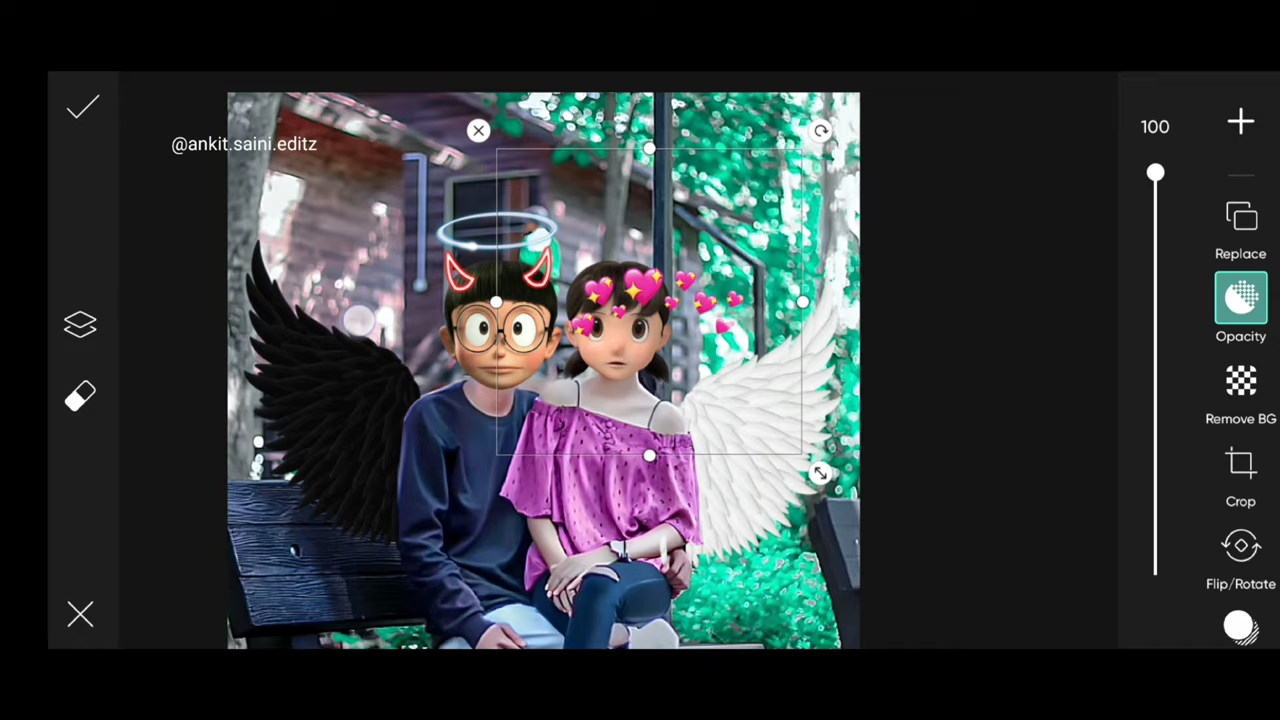 @ankit.saini.editz
100
Replace
Opacity
Remove BG
Crop
Flip/Rotate